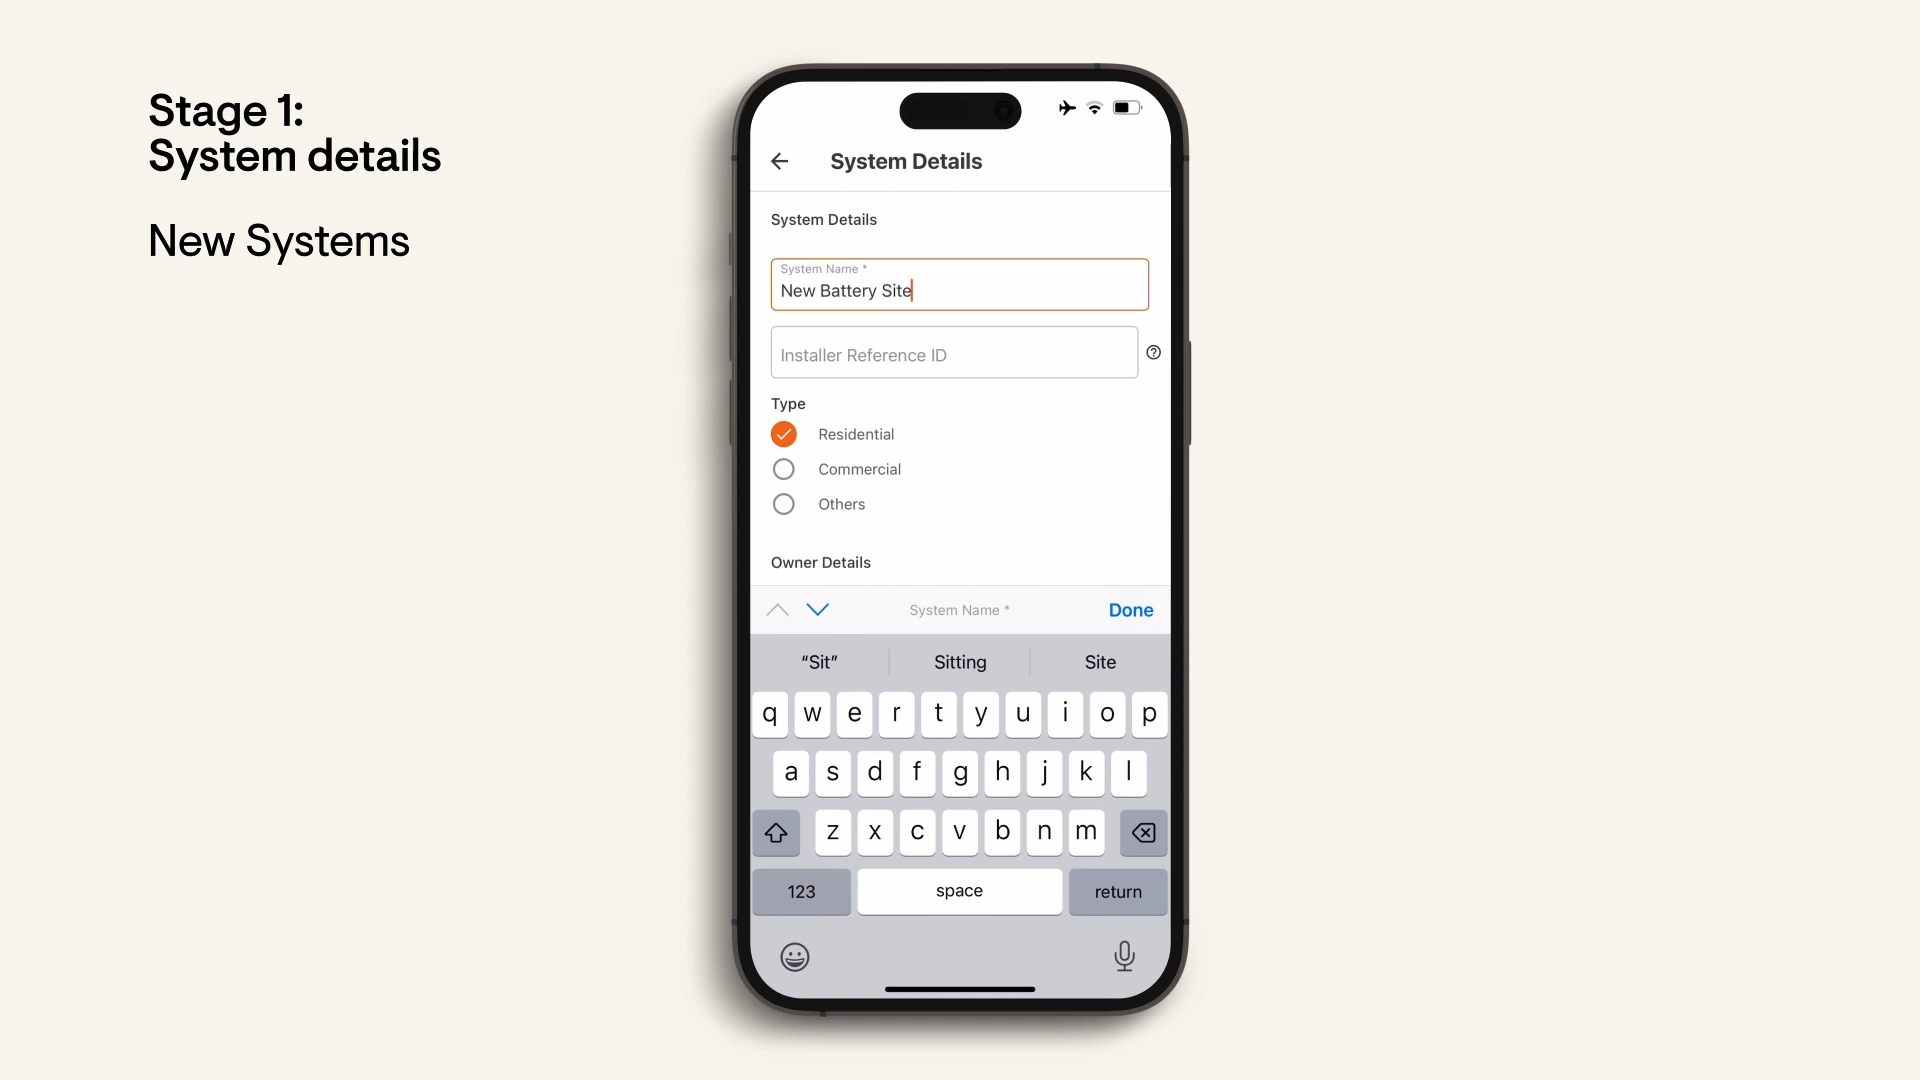 Stage 1:
System details
New Systems
System Details
System Details
System Name *
New Battery Site
Installer Reference ID
Type
Residential
Commercial
Others
Owner Details
System Name *
Done
“Sit”
Sitting
Site
q w e r t y u i o p
a s d f g h j k l
z x c v b n m
123
space
return